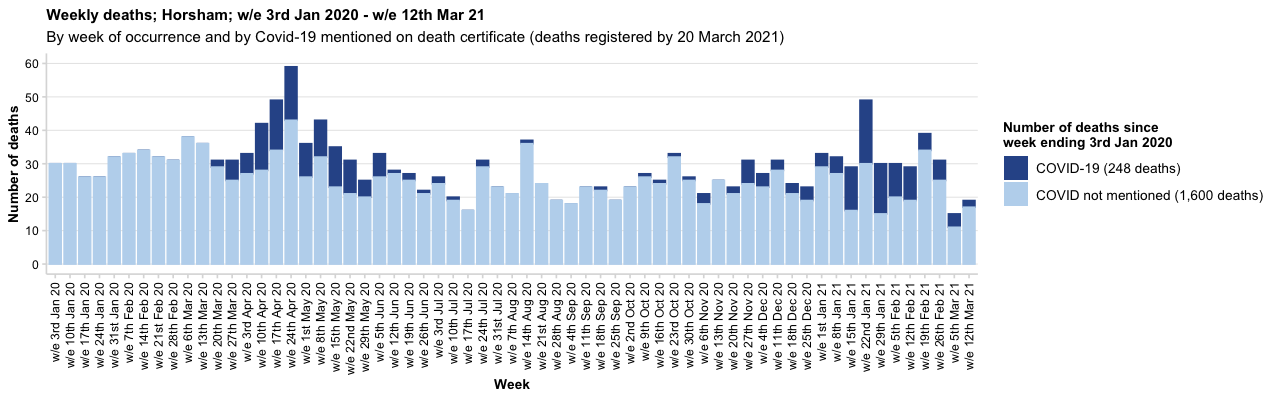 Weekly deaths; Horsham; w/e 3rd Jan 2020 - w/e 12th Mar 21
By week of occurrence and by Covid-19 mentioned on death certificate (deaths registered by 20 March 2021)
Number of deaths
60
50
40
30
20
10
0
w/e 3rd Jan 20
w/e 10th Jan 20
w/e 17th Jan 20
w/e 24th Jan 20
w/e 31st Jan 20
w/e 7th Feb 20
w/e 14th Feb 20
w/e 21st Feb 20
w/e 28th Feb 20
w/e 6th Mar 20
w/e 13th Mar 20
w/e 20th Mar 20
w/e 27th Mar 20
w/e 3rd Apr 20
w/e 10th Apr 20
w/e 17th Apr 20
w/e 24th Apr 20
w/e 1st May 20
w/e 8th May 20
w/e 15th May 20
w/e 22nd May 20
w/e 29th May 20
w/e 5th Jun 20
w/e 12th Jun 20
w/e 19th Jun 20
w/e 26th Jun 20
w/e 3rd Jul 20
w/e 10th Jul 20
w/e 17th Jul 20
w/e 24th Jul 20
w/e 31st Jul 20
w/e 7th Aug 20
w/e 14th Aug 20
w/e 21st Aug 20
w/e 28th Aug 20
w/e 4th Sep 20
w/e 11th Sep 20
w/e 18th Sep 20
w/e 25th Sep 20
w/e 2nd Oct 20
w/e 9th Oct 20
w/e 16th Oct 20
w/e 23rd Oct 20
w/e 30th Oct 20
w/e 6th Nov 20
w/e 13th Nov 20
w/e 20th Nov 20
w/e 27th Nov 20
w/e 4th Dec 20
w/e 11th Dec 20
w/e 18th Dec 20
w/e 25th Dec 20
w/e 1st Jan 21
w/e 8th Jan 21
w/e 15th Jan 21
w/e 22nd Jan 21
w/e 29th Jan 21
w/e 5th Feb 21
w/e 12th Feb 21
w/e 19th Feb 21
w/e 26th Feb 21
w/e 5th Mar 21
w/e 12th Mar 21
Week
Number of deaths since
week ending 3rd Jan 2020
COVID-19 (248 deaths)
COVID not mentioned (1,600 deaths)